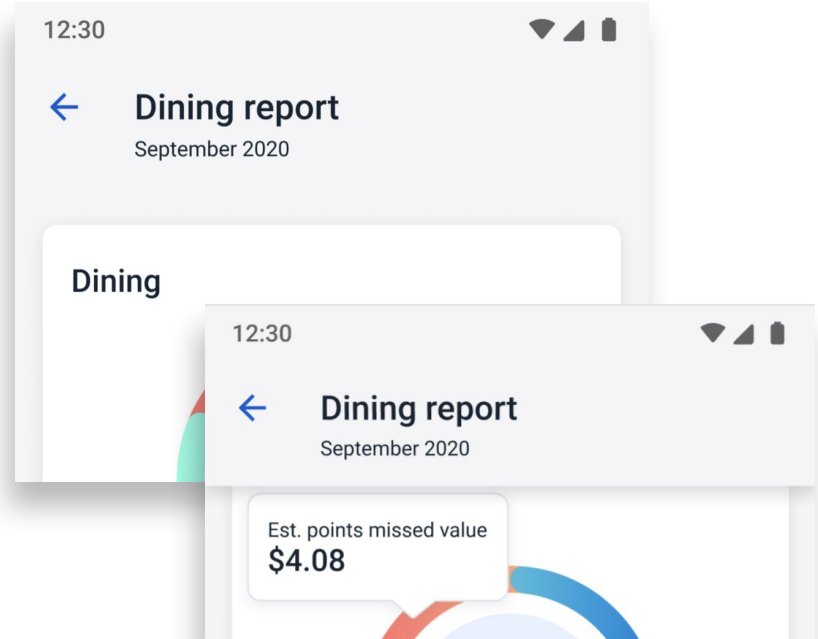 12:30
Dining report
September 2020
Dining
12:30
Dining report
September 2020
Est. points missed value
$4.08